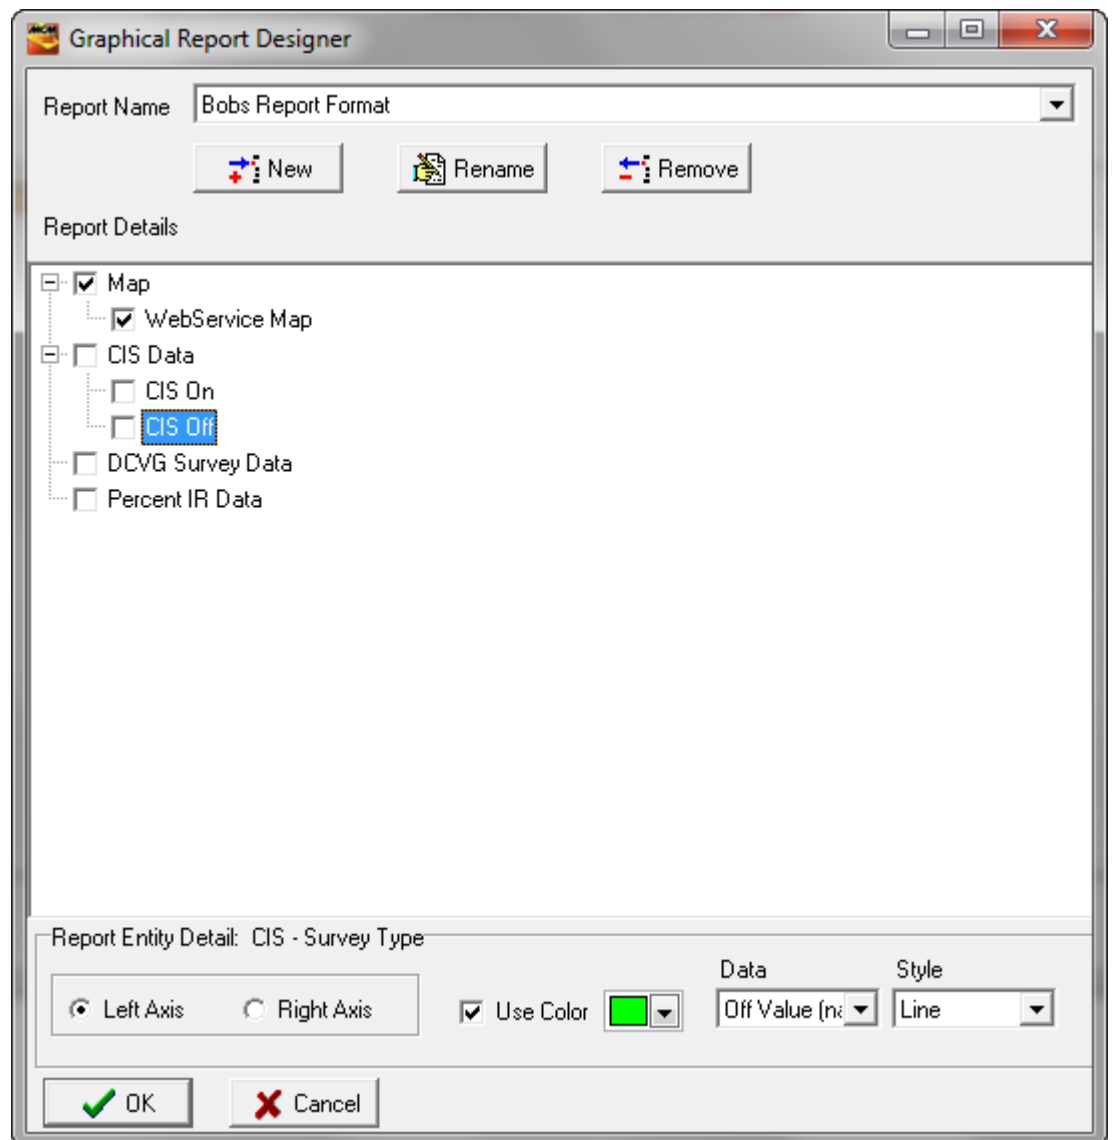 MCM Graphical Report Designer
Report Name Bobs Report Format
New Rename Remove
Report Details
Map
WebService Map
CIS Data
CIS On
CIS Off
DCVG Survey Data
Percent IR Data
Report Entity Detail: CIS - Survey Type
Data Style
Left Axis Right Axis Use Color Off Value (na Line
OK Cancel